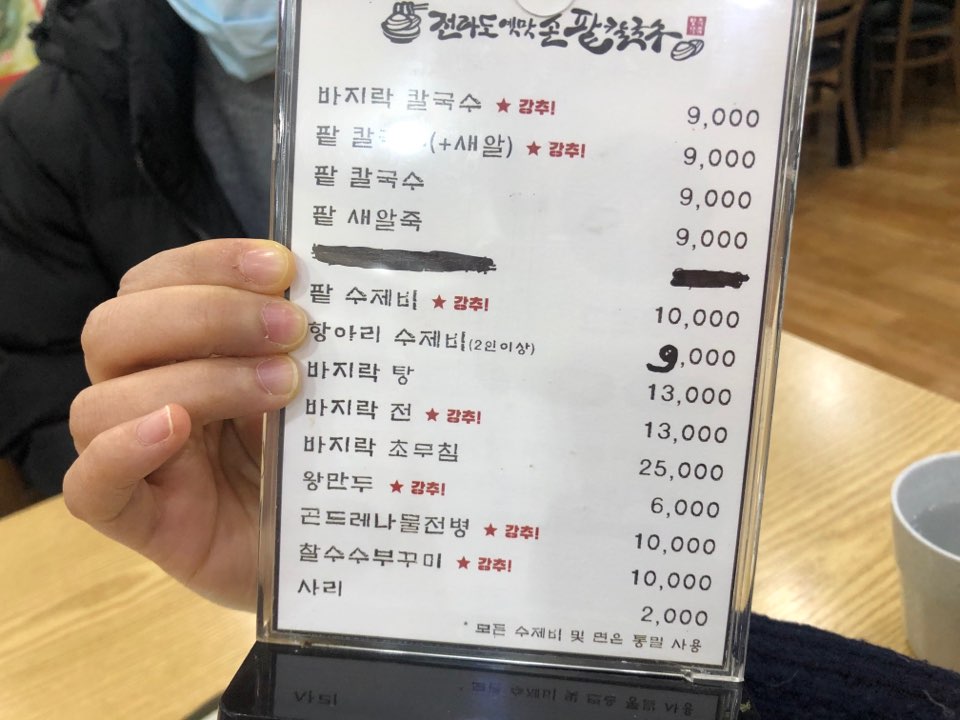 전라도 옛맛 손팥칼국수
바지락 칼국수 ★ 강추! 9,000
팥 칼국수(+새알) ★ 강추! 9,000
팥 칼국수 9,000
팥 새알죽 9,000
팥 수제비 ★ 강추! 10,000
항아리 수제비(2인이상) 9,000
바지락 탕 13,000
바지락 전 ★ 강추! 13,000
바지락 초무침 25,000
왕만두 ★ 강추! 6,000
곤드레나물전병 ★ 강추! 10,000
찰수수부꾸미 ★ 강추! 10,000
사리 2,000
* 모든 수제비 및 면은 통밀 사용